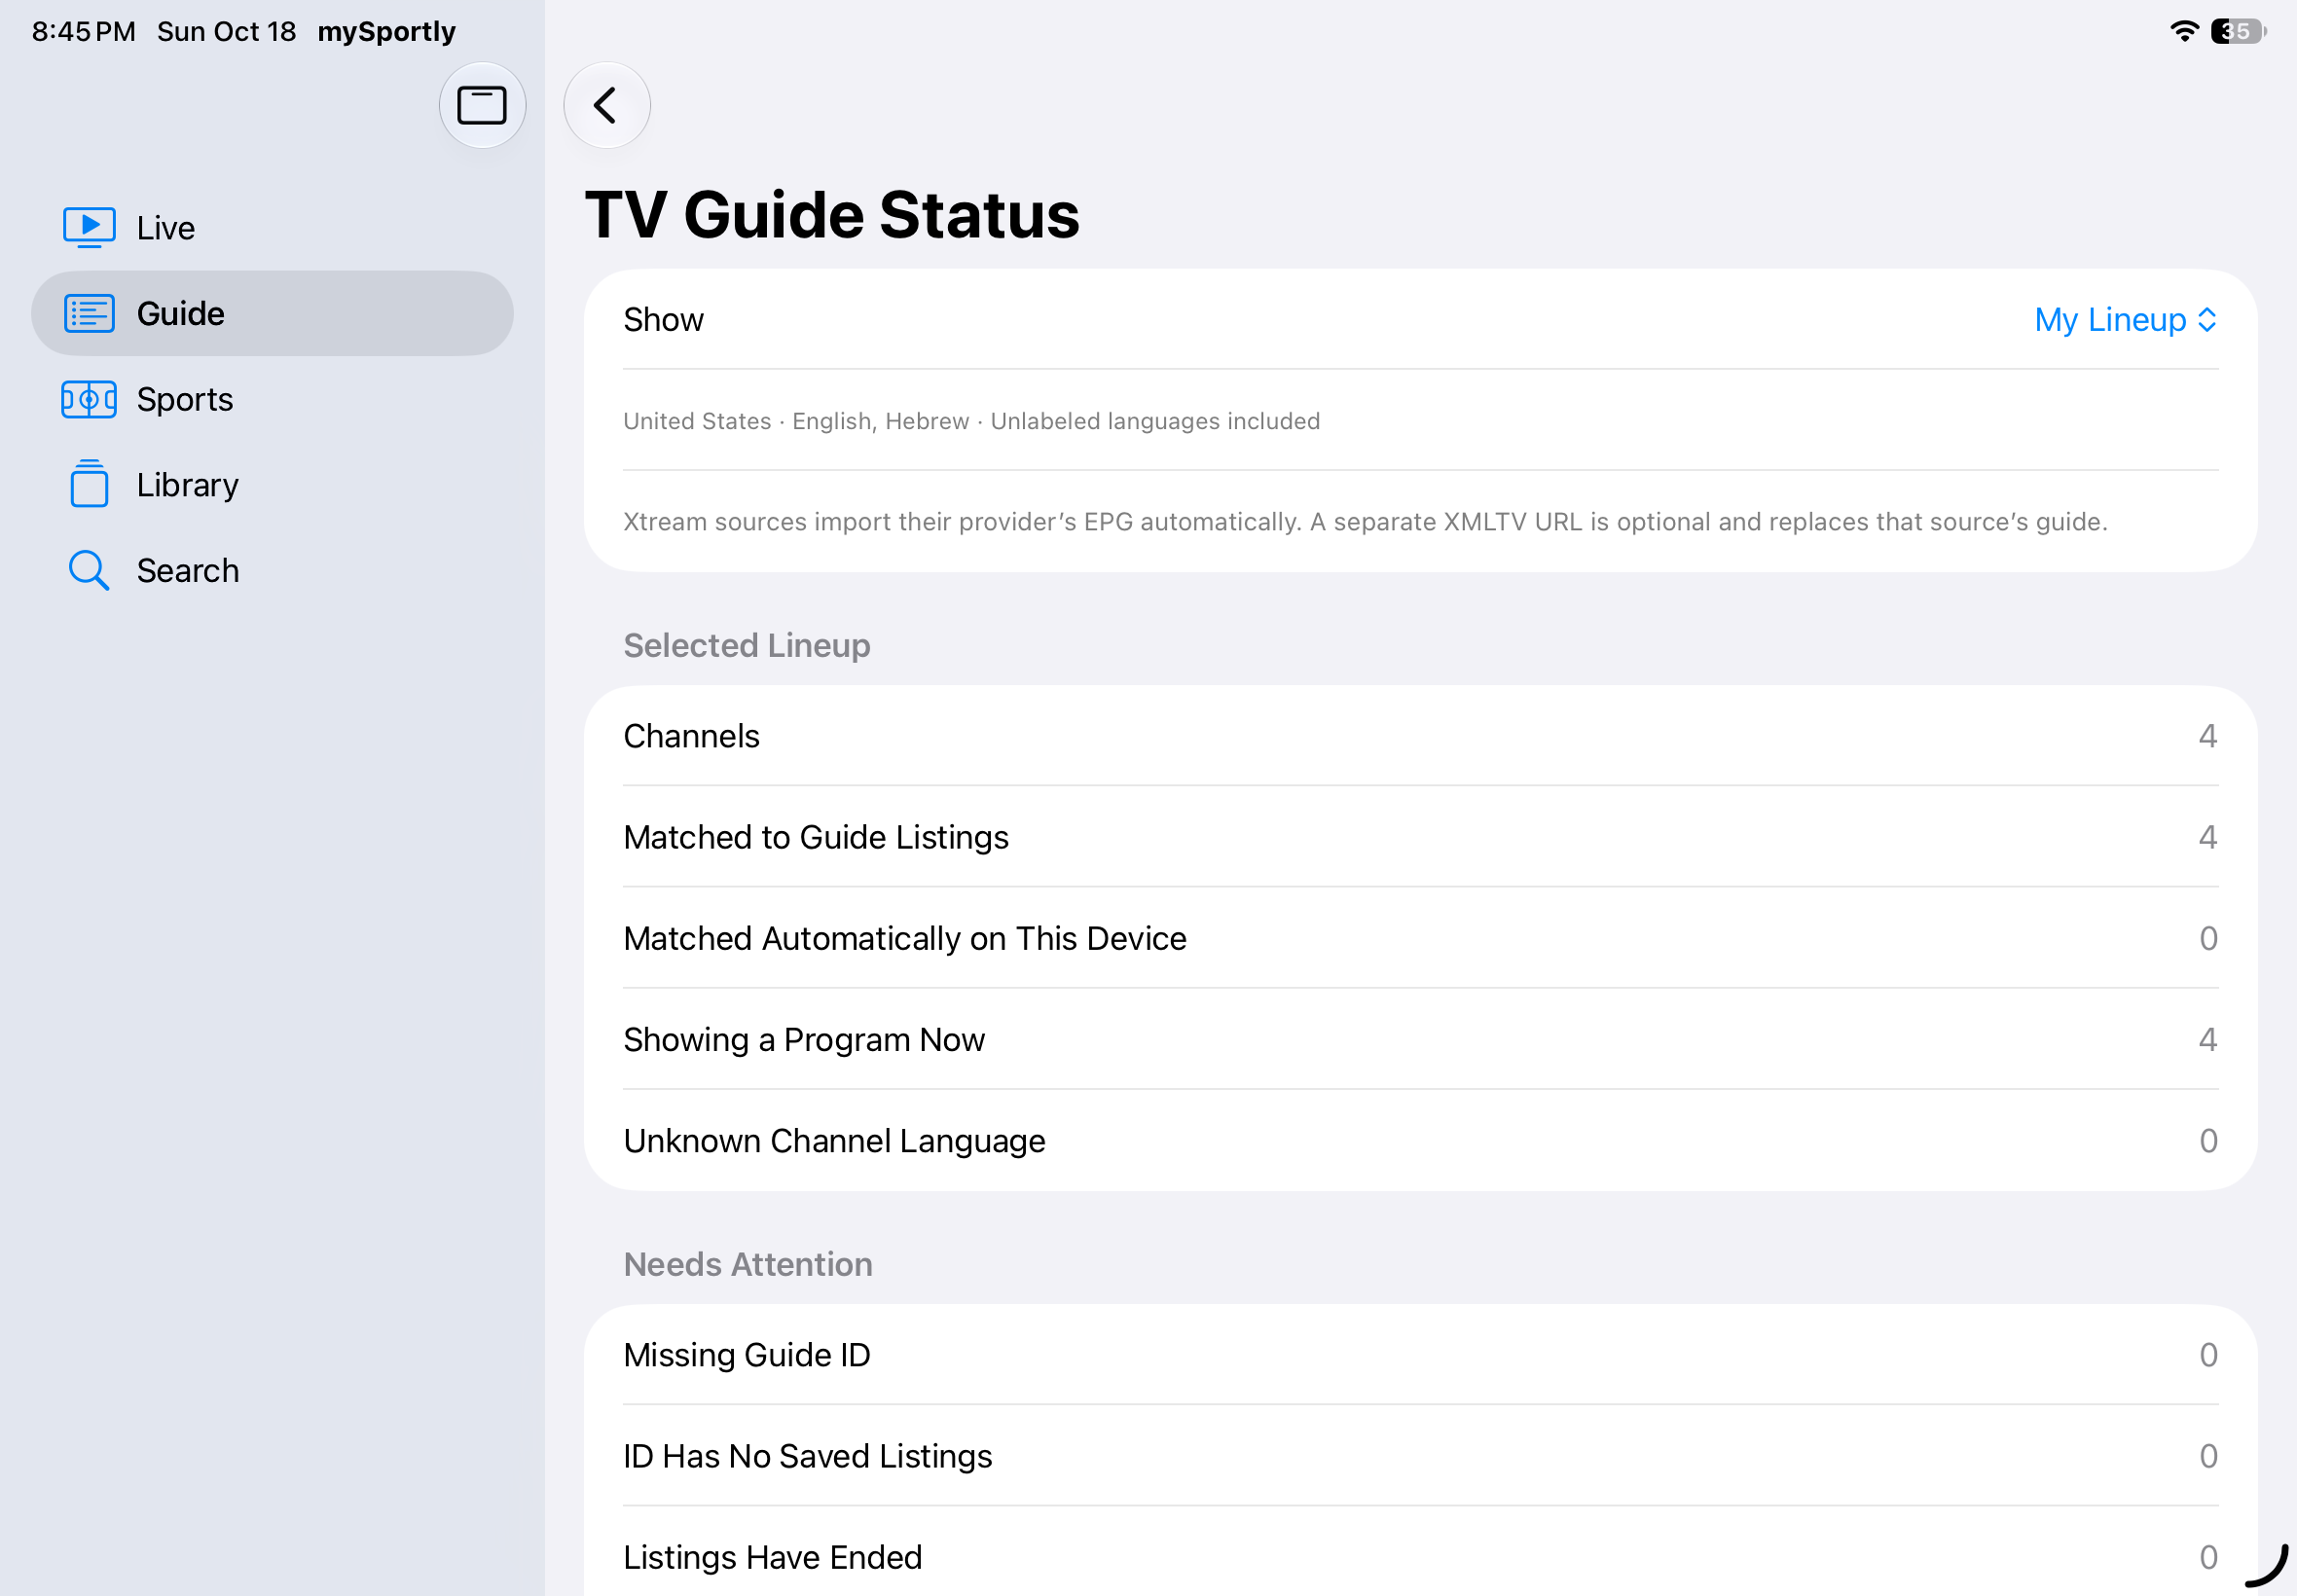 8:45 PM Sun Oct 18 mySportly
35
Live
Guide
Sports
Library
Search
TV Guide Status
Show My Lineup
United States · English, Hebrew · Unlabeled languages included
Xtream sources import their provider’s EPG automatically. A separate XMLTV URL is optional and replaces that source’s guide.
Selected Lineup
Channels 4
Matched to Guide Listings 4
Matched Automatically on This Device 0
Showing a Program Now 4
Unknown Channel Language 0
Needs Attention
Missing Guide ID 0
ID Has No Saved Listings 0
Listings Have Ended 0